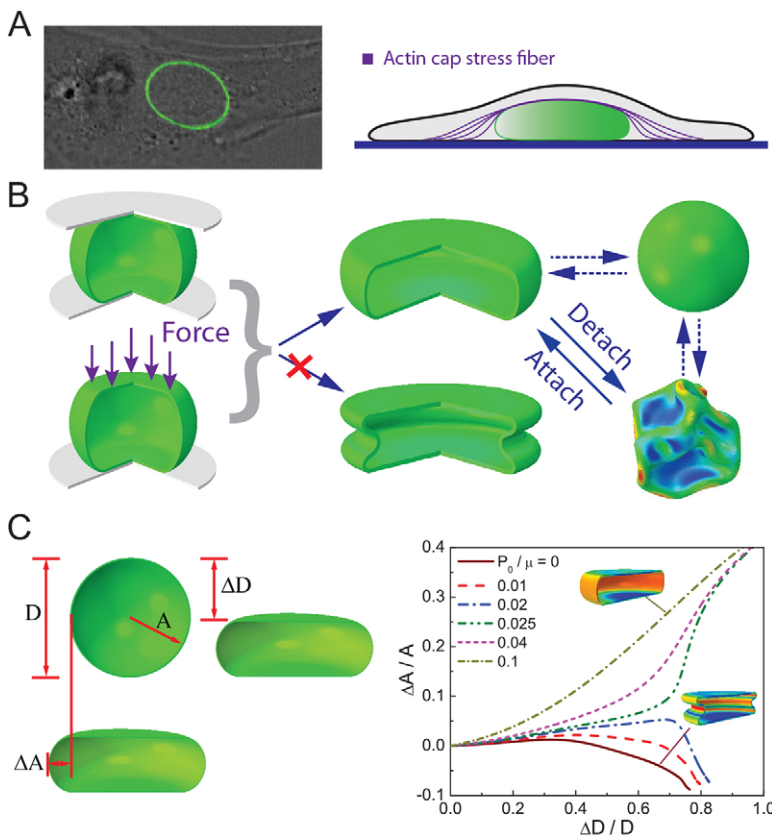 A
Actin cap stress fiber
B
Force
Detach
Attach
C
D
A
ΔD
ΔA
0.4
0.3
0.2
0.1
0.0
-0.1
ΔA / A
P₀ / μ = 0
0.01
0.02
0.025
0.04
0.1
0.0 0.2 0.4 0.6 0.8 1.0
ΔD / D